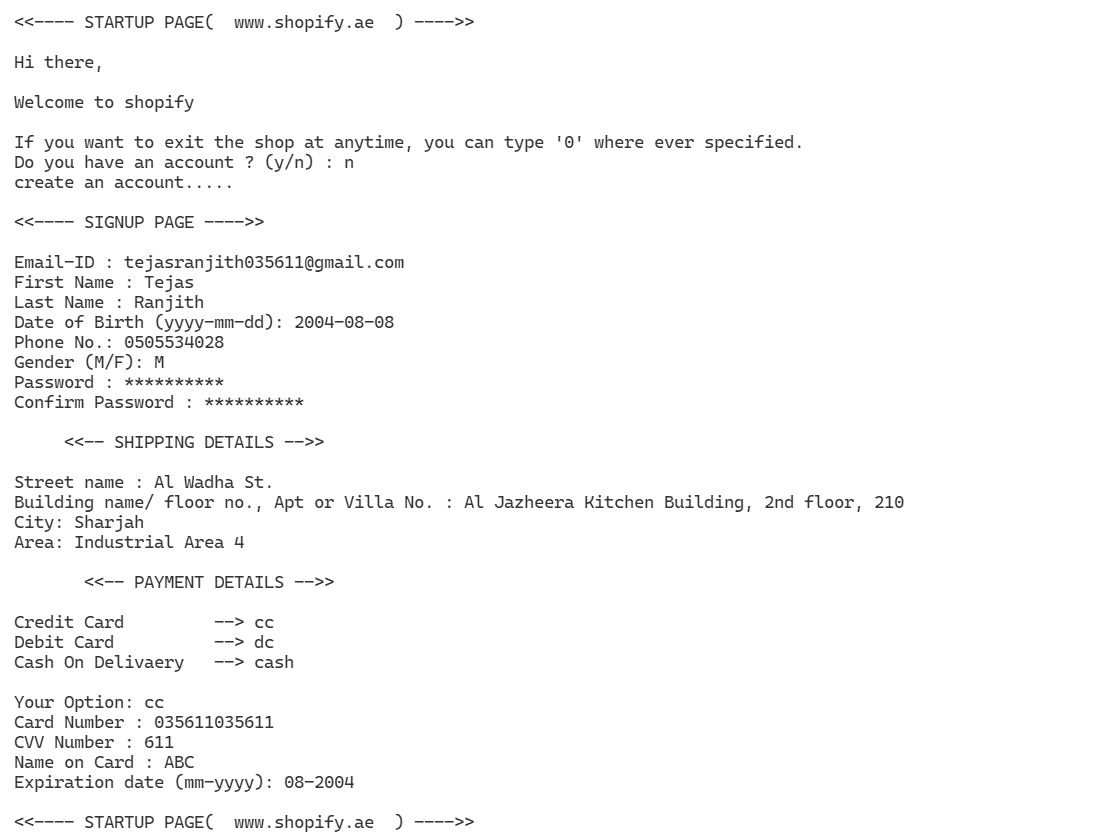 <<---- STARTUP PAGE(  www.shopify.ae  ) ---->>
Hi there,
Welcome to shopify
If you want to exit the shop at anytime, you can type '0' where ever specified.
Do you have an account ? (y/n) : n
create an account.....
<<---- SIGNUP PAGE ---->>
Email-ID : tejasranjith035611@gmail.com
First Name : Tejas
Last Name : Ranjith
Date of Birth (yyyy-mm-dd): 2004-08-08
Phone No.: 0505534028
Gender (M/F): M
Password : **********
Confirm Password : **********
<<-- SHIPPING DETAILS -->>
Street name : Al Wadha St.
Building name/ floor no., Apt or Villa No. : Al Jazheera Kitchen Building, 2nd floor, 210
City: Sharjah
Area: Industrial Area 4
<<-- PAYMENT DETAILS -->>
Credit Card         --> cc
Debit Card          --> dc
Cash On Delivaery   --> cash
Your Option: cc
Card Number : 035611035611
CVV Number : 611
Name on Card : ABC
Expiration date (mm-yyyy): 08-2004
<<---- STARTUP PAGE(  www.shopify.ae  ) ---->>